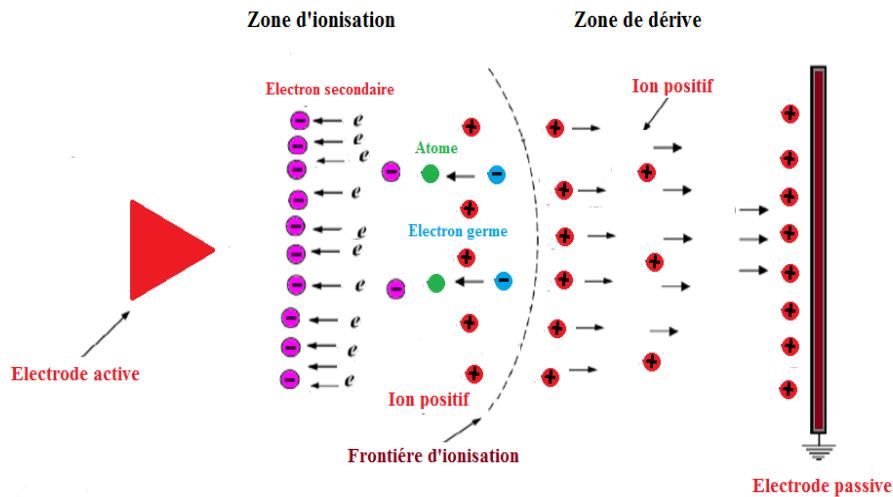 Zone d'ionisation
Zone de dérive
Electron secondaire
Ion positif
e
e
e
Atome
e
Electron germe
e
e
e
e
e
e
e
Electrode active
Ion positif
Frontiére d'ionisation
Electrode passive